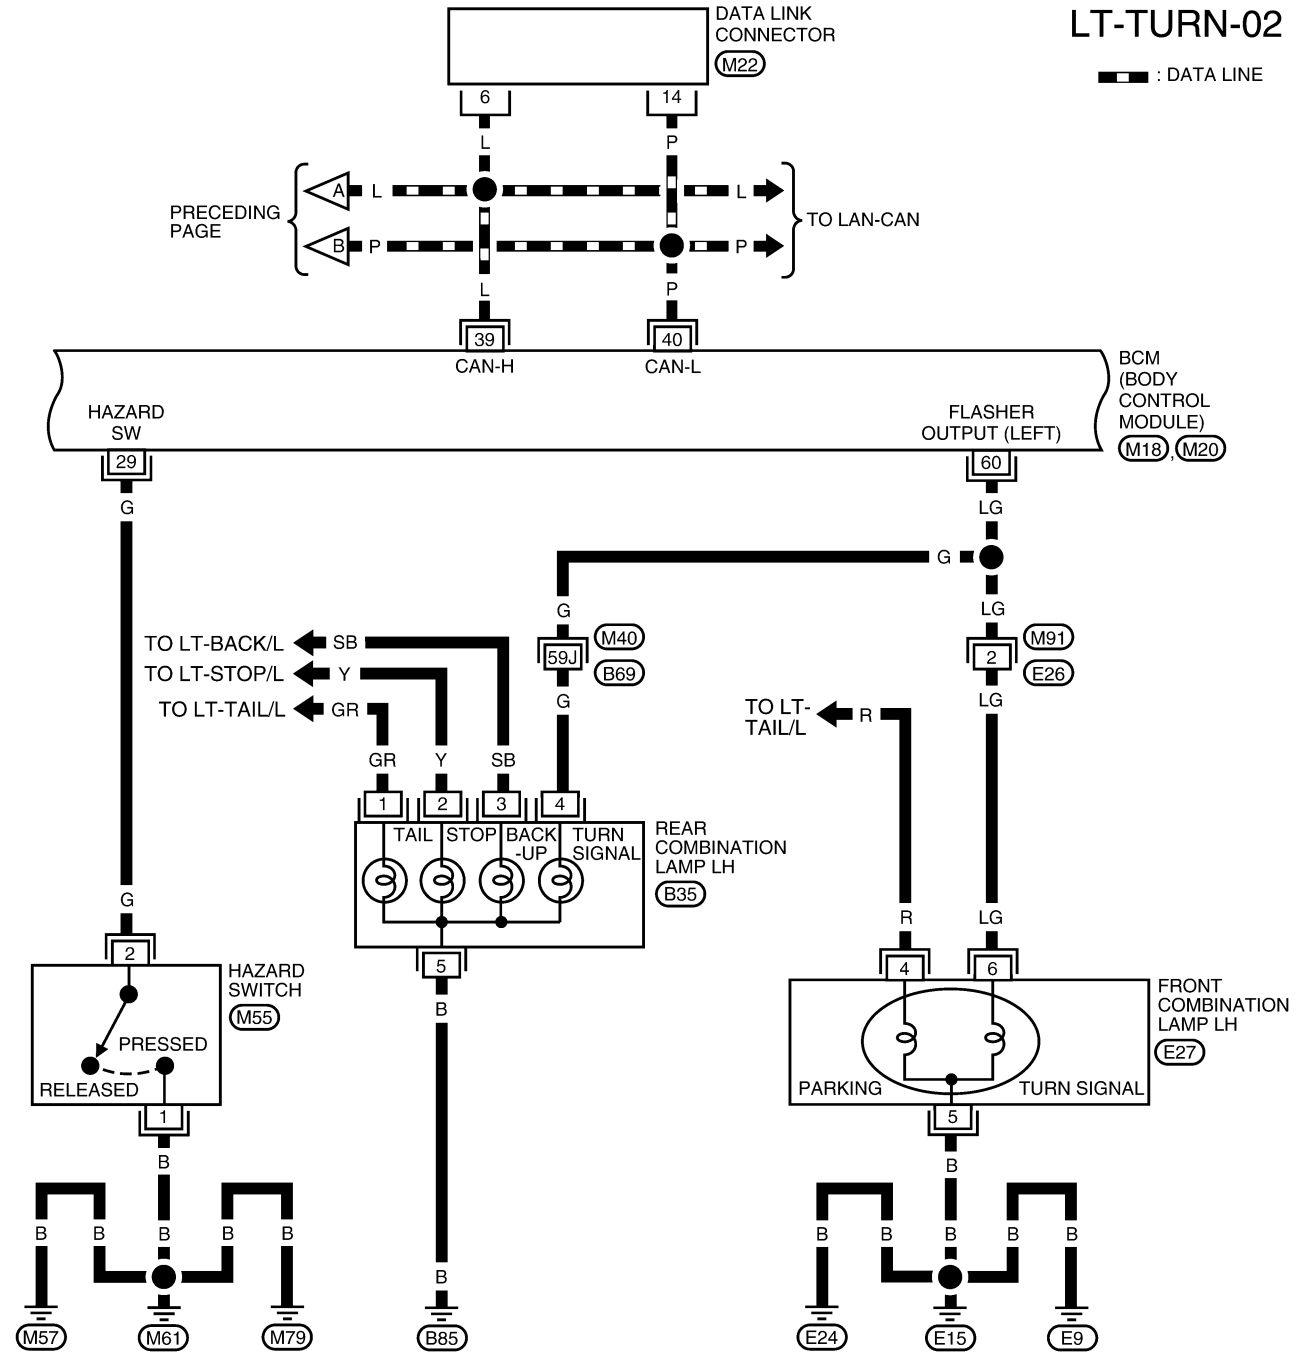 DATA LINK
CONNECTOR
M22
LT-TURN-02
: DATA LINE
6
14
L
P
A
L
L
PRECEDING
PAGE
TO LAN-CAN
B
P
P
L
P
39
40
CAN-H
CAN-L
BCM
(BODY
CONTROL
MODULE)
M18 , M20
HAZARD
SW
FLASHER
OUTPUT (LEFT)
29
60
G
LG
G
G
LG
TO LT-BACK/L
SB
M40
59J
B69
M91
2
E26
TO LT-STOP/L
Y
TO LT-TAIL/L
GR
G
LG
TO LT-
TAIL/L
R
GR
Y
SB
1
2
3
4
TAIL
STOP
BACK
-UP
TURN
SIGNAL
REAR
COMBINATION
LAMP LH
B35
G
R
LG
2
5
4
6
HAZARD
SWITCH
M55
PRESSED
RELEASED
B
FRONT
COMBINATION
LAMP LH
E27
PARKING
TURN SIGNAL
1
5
B
B
B
B
B
B
B
B
B
B
B
B
B
M57
M61
M79
B85
E24
E15
E9